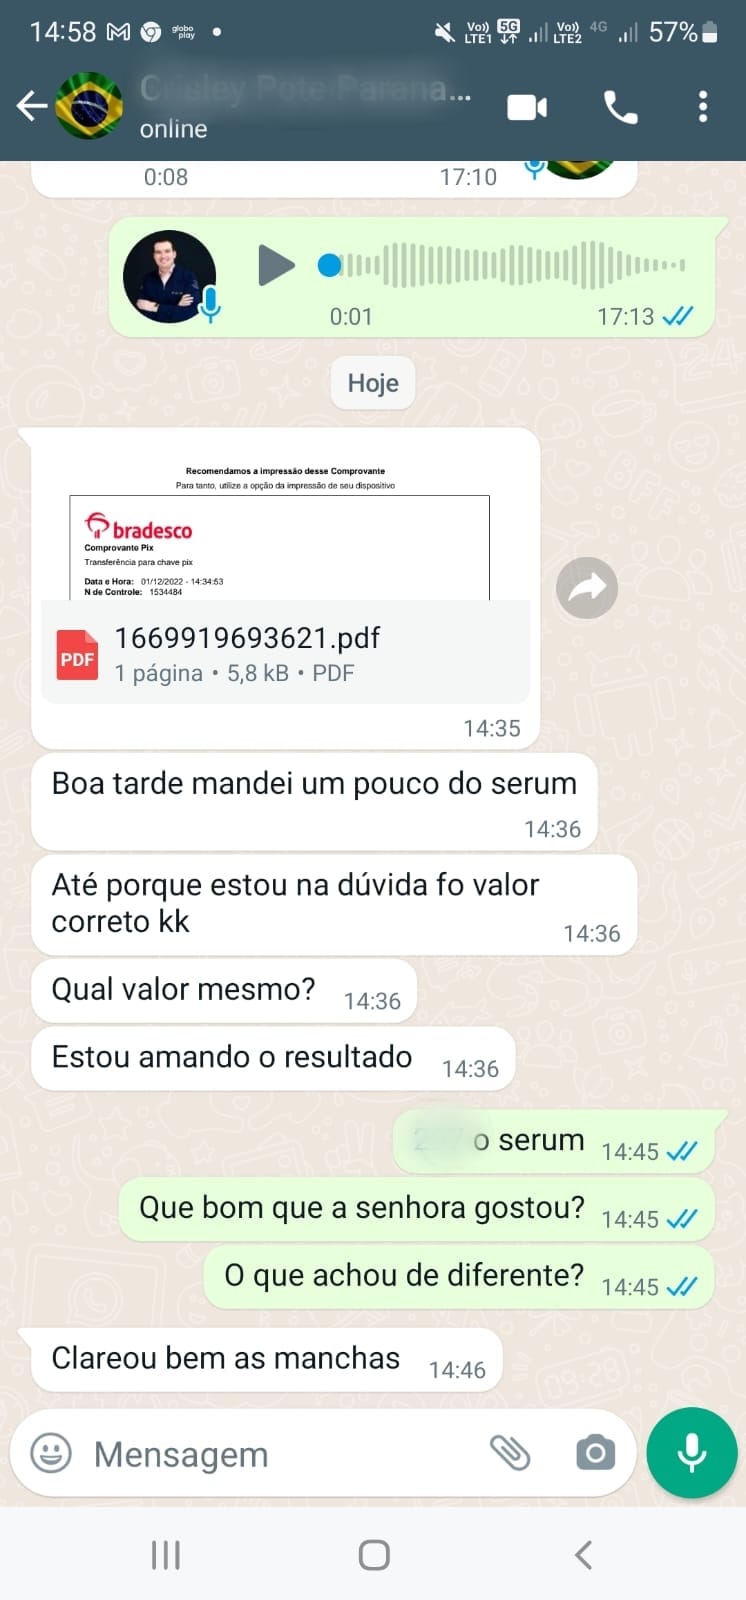 14:58
globo play
Vo)) LTE1 5G Vo)) LTE2 4G 57%
online
0:08 17:10
0:01 17:13
Hoje
Recomendamos a impressão desse Comprovante
Para tanto, utilize a opção da impressão de seu dispositivo
bradesco
Comprovante Pix
Transferência para chave pix
Data e Hora: 01/12/2022 - 14:34:53
N de Controle: 1534484
PDF
1669919693621.pdf
1 página • 5,8 kB • PDF
14:35
Boa tarde mandei um pouco do serum
14:36
Até porque estou na dúvida fo valor
correto kk
14:36
Qual valor mesmo? 14:36
Estou amando o resultado 14:36
o serum 14:45
Que bom que a senhora gostou? 14:45
O que achou de diferente? 14:45
Clareou bem as manchas 14:46
Mensagem